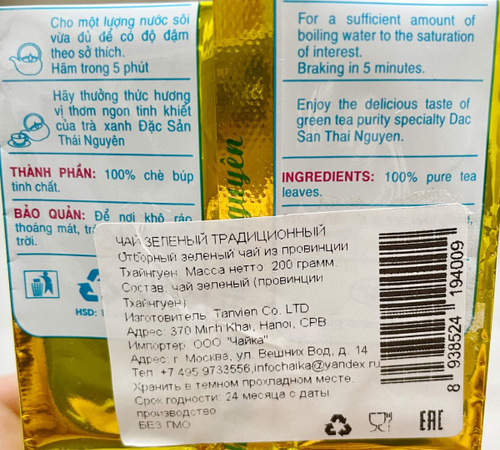 Cho một lượng nước sôi
vừa đủ để có độ đậm
theo sở thích.
Hãm trong 5 phút
Hãy thưởng thức hương
vị thơm ngon tinh khiết
của trà xanh Đặc Sản
Thái Nguyên
THÀNH PHẦN: 100% chè búp
tinh chất.
BẢO QUẢN: Để nơi khô ráo
thoáng mát, trá
trời.
HSD: 1
nguyên
For a sufficient amount of
boiling water to the saturation
of interest.
Braking in 5 minutes.
Enjoy the delicious taste of
green tea purity specialty Dac
San Thai Nguyen.
INGREDIENTS: 100% pure tea
leaves.
ЧАЙ ЗЕЛЕНЫЙ ТРАДИЦИОННЫЙ
Отборный зеленый чай из провинции
Тхайнгуен. Масса нетто 200 грамм.
Состав: чай зеленый (провинции
Тхайнгуен)
Изготовитель: Tanvien Co. LTD
Адрес: 370 Minh Khai, Hanoi, СРВ
Импортер: ООО "Чайка"
Адрес: г Москва, ул. Вешних Вод, д. 14
Тел +7 495 9733556,infochaika@yandex.ru
Хранить в темном прохладном месте.
Срок годности: 24 месяца с даты
производство
БЕЗ ГМО
8 938524 194009
EAC